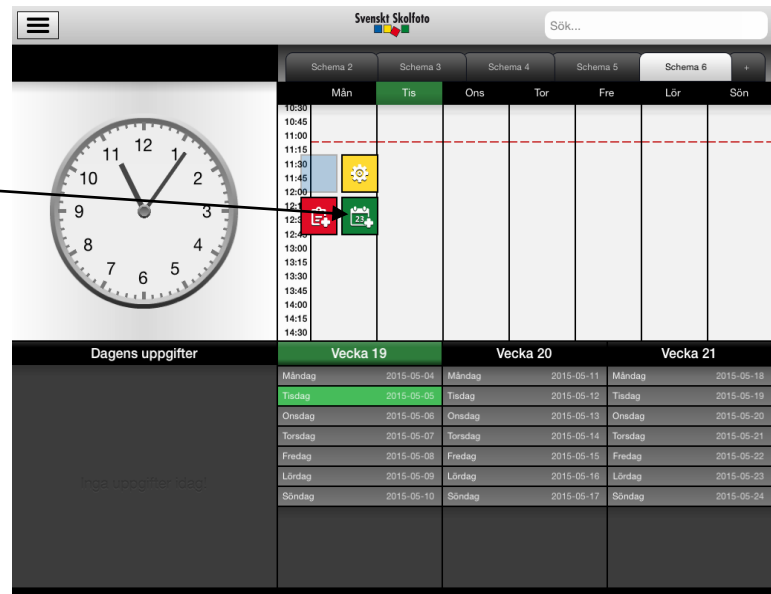 Svenskt Skolfoto
Sök...
Schema 2 Schema 3 Schema 4 Schema 5 Schema 6 +
Mån Tis Ons Tor Fre Lör Sön
10:30
10:45
11:00
11:15
11:30
11:45
12:00
23
12:45
13:00
13:15
13:30
13:45
14:00
14:15
14:30
12
1
2
3
4
5
6
7
8
9
10
11
Dagens uppgifter
Inga uppgifter idag!
Vecka 19 Vecka 20 Vecka 21
Måndag 2015-05-04 Måndag 2015-05-11 Måndag 2015-05-18
Tisdag 2015-05-05 Tisdag 2015-05-12 Tisdag 2015-05-19
Onsdag 2015-05-06 Onsdag 2015-05-13 Onsdag 2015-05-20
Torsdag 2015-05-07 Torsdag 2015-05-14 Torsdag 2015-05-21
Fredag 2015-05-08 Fredag 2015-05-15 Fredag 2015-05-22
Lördag 2015-05-09 Lördag 2015-05-16 Lördag 2015-05-23
Söndag 2015-05-10 Söndag 2015-05-17 Söndag 2015-05-24